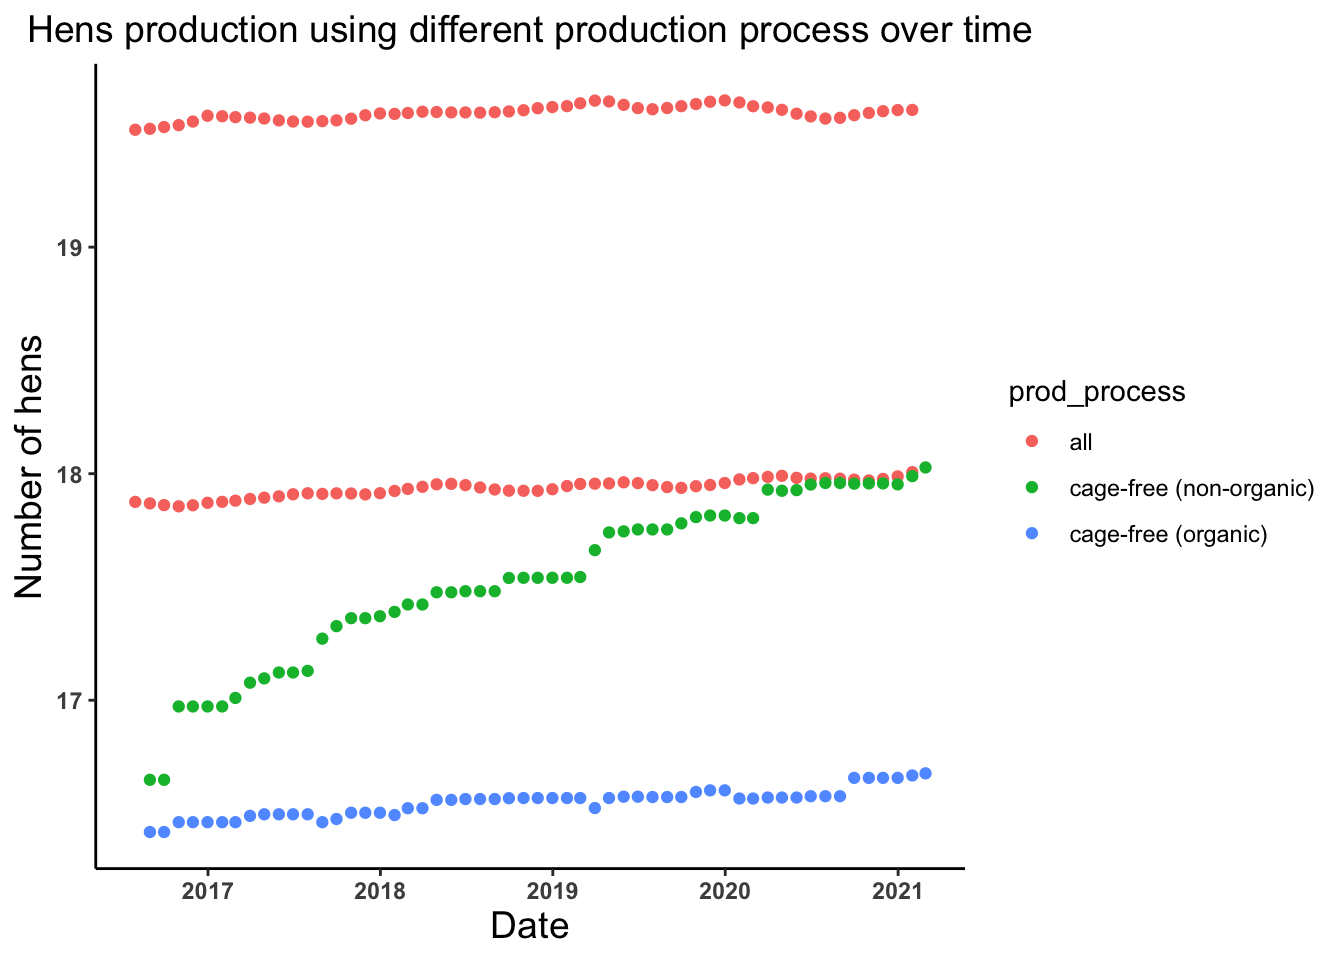 Hens production using different production process over time
Number of hens
19
18
17
2017 2018 2019 2020 2021
Date
prod_process
all
cage-free (non-organic)
cage-free (organic)